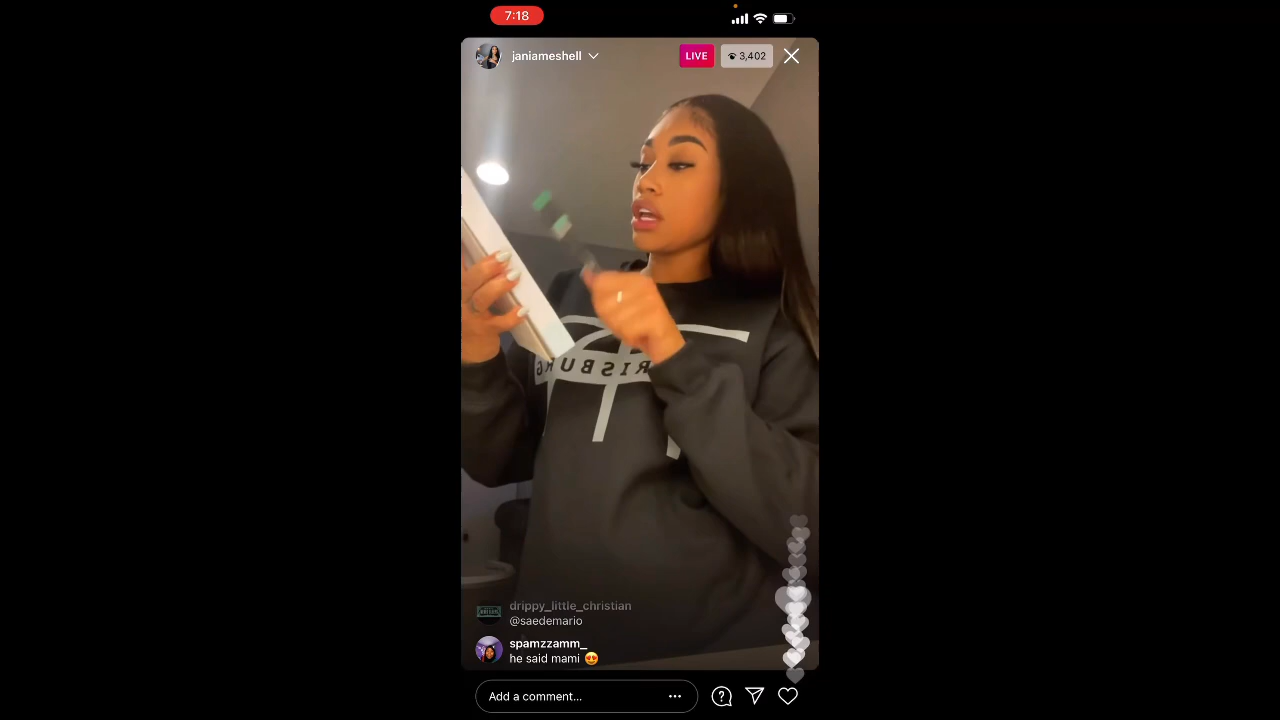 7:18
janiameshell
LIVE
3,402
RISBURG
drippy_little_christian
@saedemario
spamzzamm_
he said mami 😍
Add a comment...